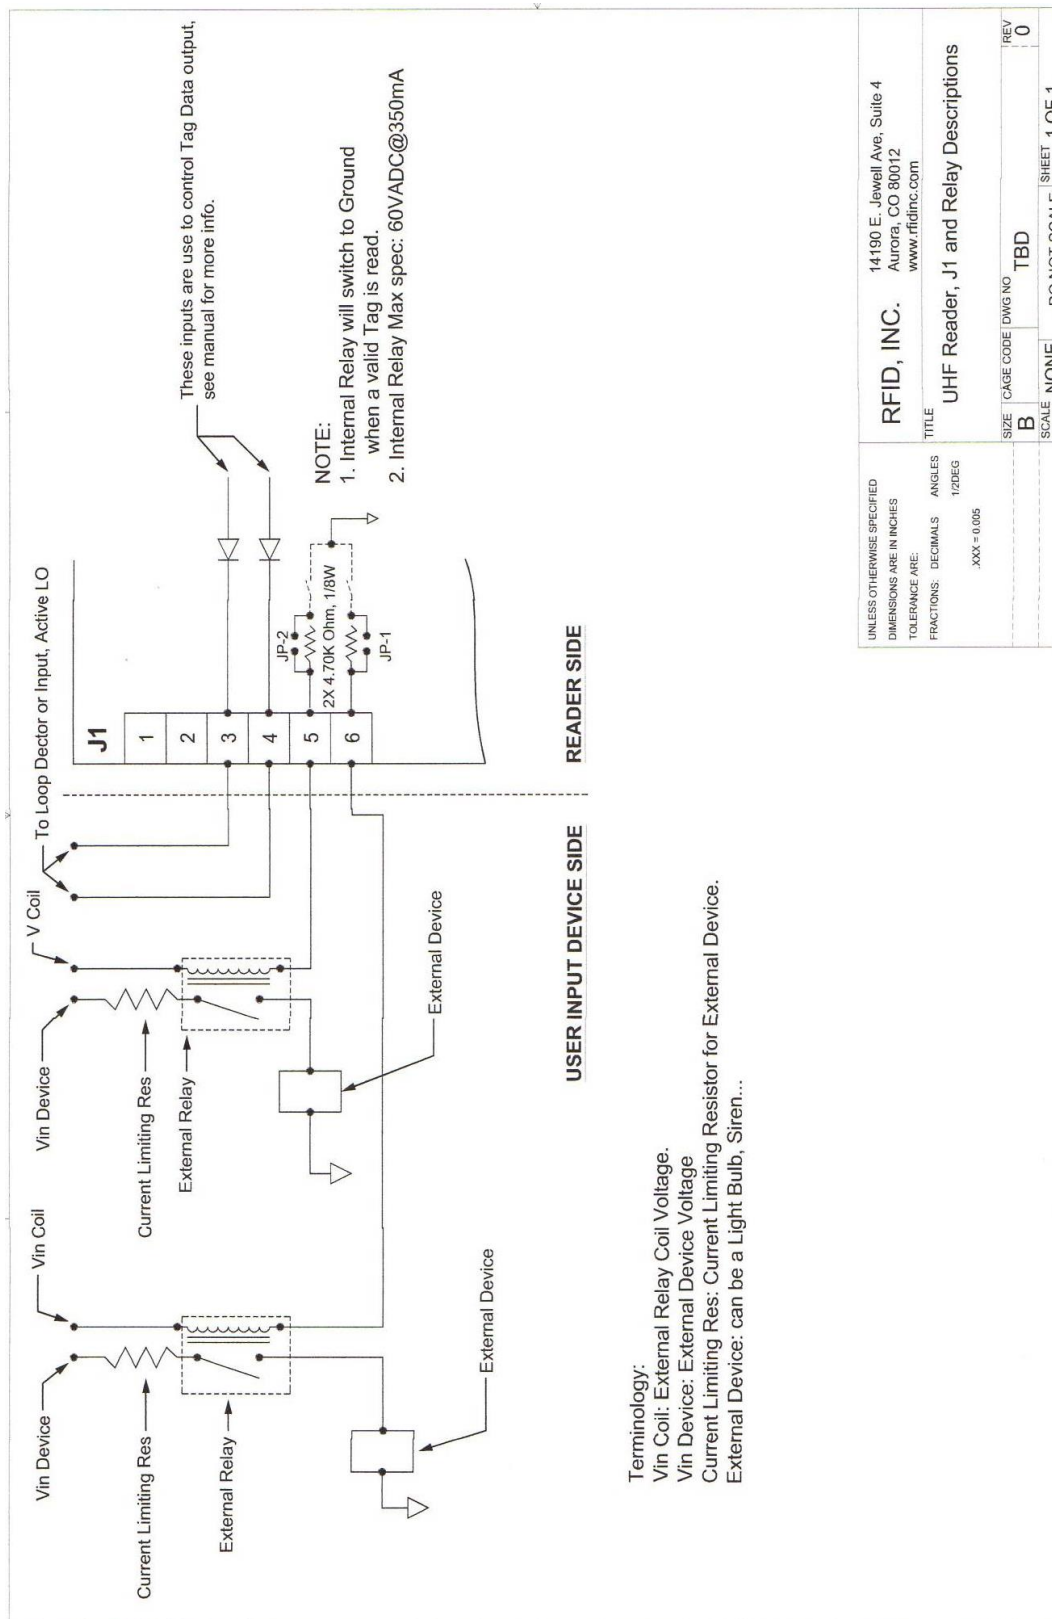 To Loop Dector or Input, Active LO
These inputs are use to control Tag Data output,
see manual for more info.
Vin Device
Vin Coil
Vin Device
V Coil
Current Limiting Res
External Relay
Current Limiting Res
External Relay
External Device
External Device
J1
1
2
3
4
5
6
JP-2
2X 4.70K Ohm, 1/8W
JP-1
NOTE:
1. Internal Relay will switch to Ground
when a valid Tag is read.
2. Internal Relay Max spec: 60VADC@350mA
USER INPUT DEVICE SIDE
READER SIDE
Terminology:
Vin Coil: External Relay Coil Voltage.
Vin Device: External Device Voltage
Current Limiting Res: Current Limiting Resistor for External Device.
External Device: can be a Light Bulb, Siren...
UNLESS OTHERWISE SPECIFIED
DIMENSIONS ARE IN INCHES
TOLERANCE ARE:
FRACTIONS: DECIMALS ANGLES
1/2DEG
.XXX = 0.005
RFID, INC.
14190 E. Jewell Ave, Suite 4
Aurora, CO 80012
www.rfidinc.com
TITLE
UHF Reader, J1 and Relay Descriptions
SIZE
B
CAGE CODE
DWG NO
TBD
REV
0
SCALE NONE
DO NOT SCALE
SHEET 1 OF 1